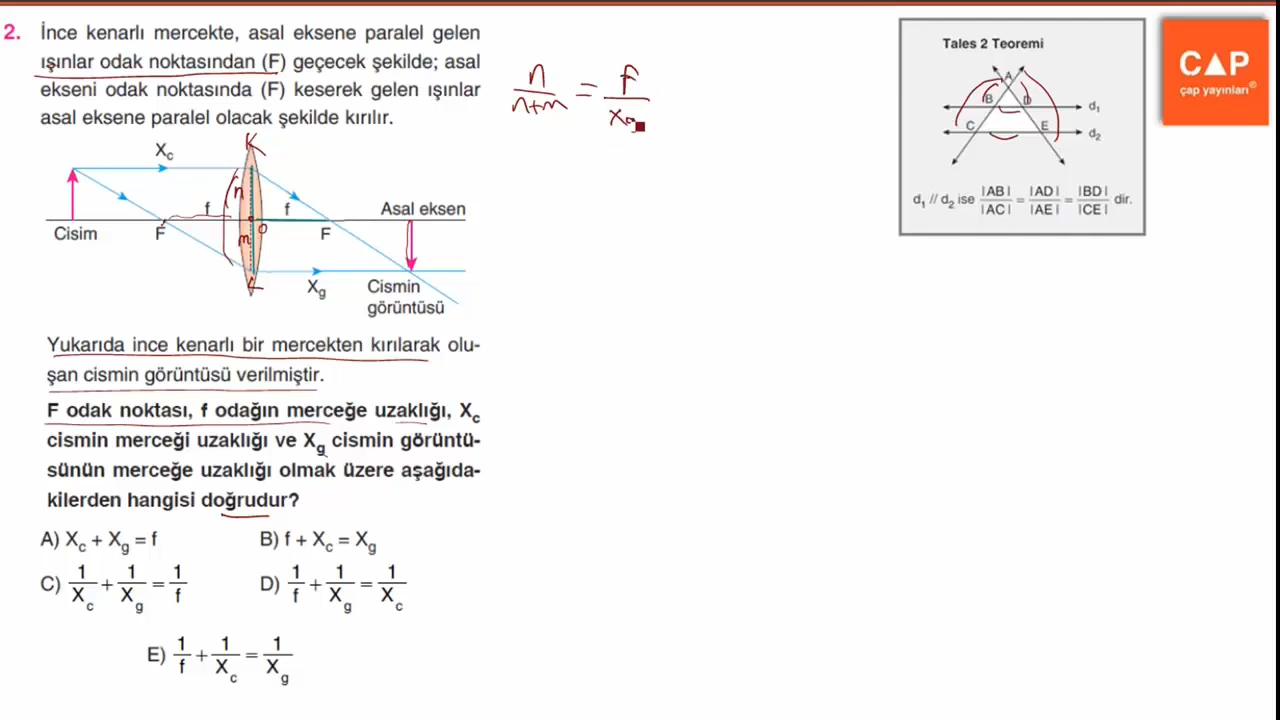 2. İnce kenarlı mercekte, asal eksene paralel gelen
ışınlar odak noktasından (F) geçecek şekilde; asal
ekseni odak noktasında (F) keserek gelen ışınlar
asal eksene paralel olacak şekilde kırılır.
K
Xc
n
f
f
Asal eksen
Cisim
F
m
O
F
L
Xg
Cismin
görüntüsü
Yukarıda ince kenarlı bir mercekten kırılarak olu-
şan cismin görüntüsü verilmiştir.
F odak noktası, f odağın merceğe uzaklığı, Xc
cismin merceği uzaklığı ve Xg cismin görüntü-
sünün merceğe uzaklığı olmak üzere aşağıda-
kilerden hangisi doğrudur?
A) Xc + Xg = f
B) f + Xc = Xg
C) 1/Xc + 1/Xg = 1/f
D) 1/f + 1/Xg = 1/Xc
E) 1/f + 1/Xc = 1/Xg
n/n+m = f/xg
Tales 2 Teoremi
A
B D d1
C E d2
d1 // d2 ise |AB|/|AC| = |AD|/|AE| = |BD|/|CE| dir.
ÇAP
çap yayınları®